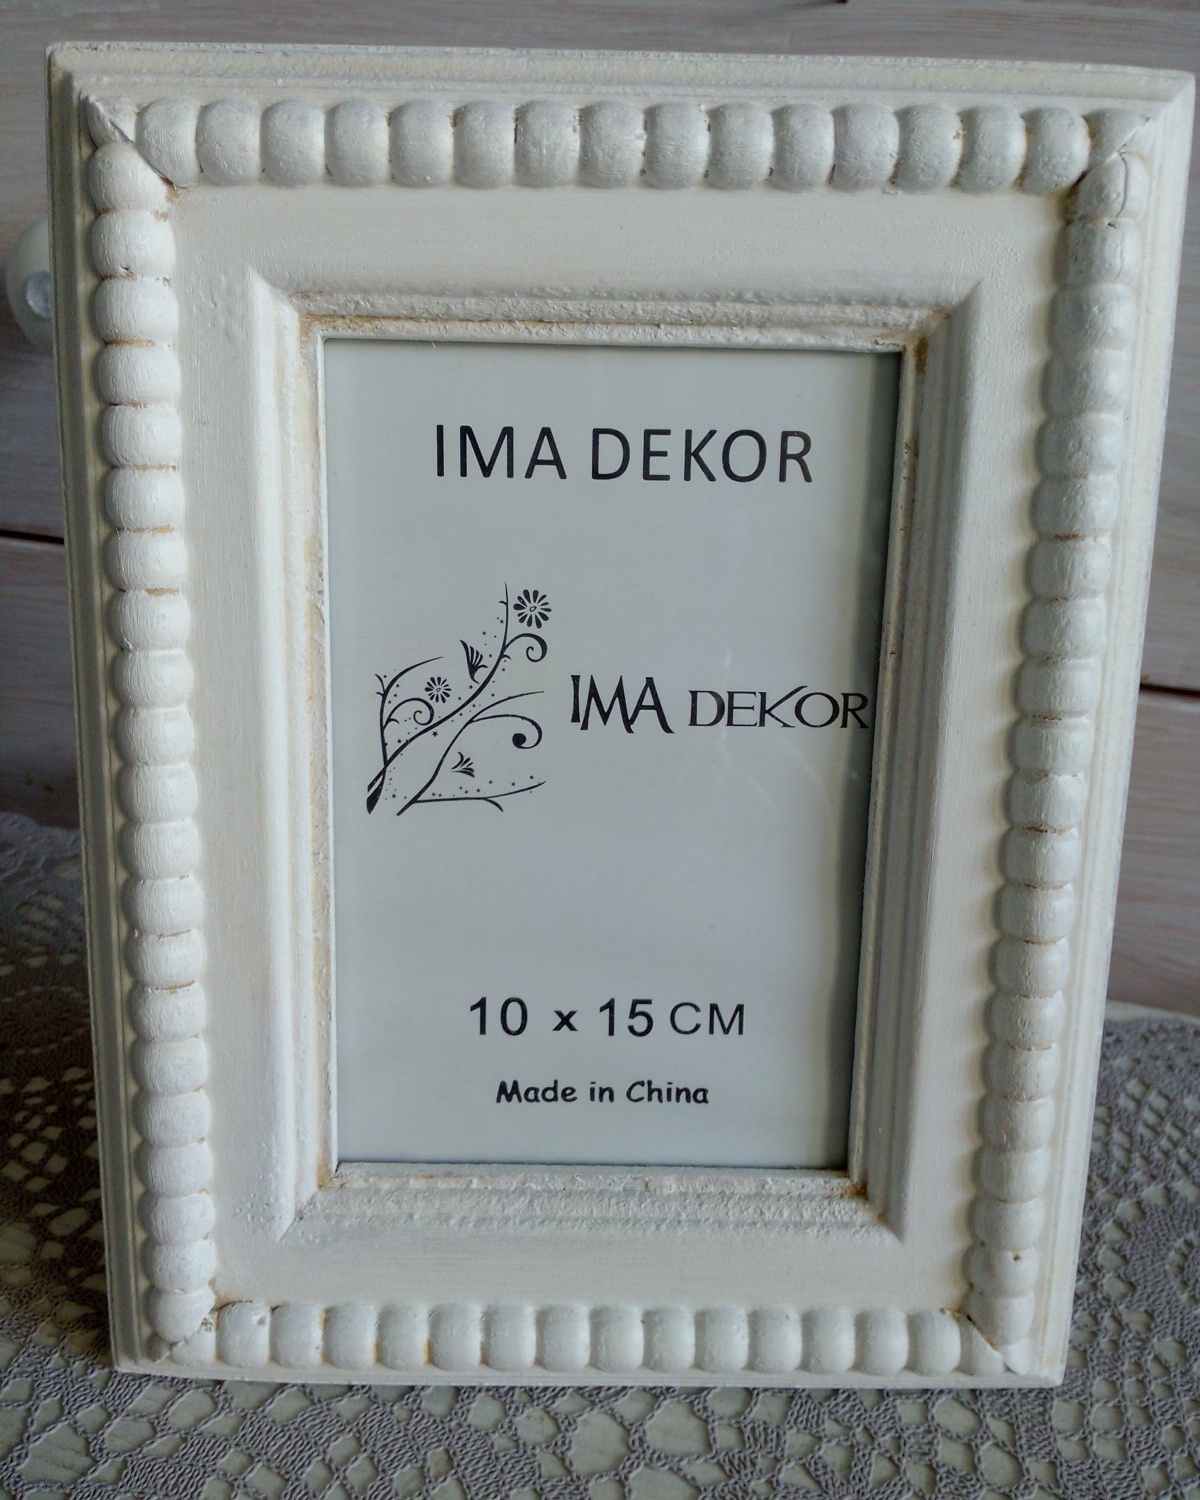 IMA DEKOR
IMA DEKOR
10 x 15 CM
Made in China